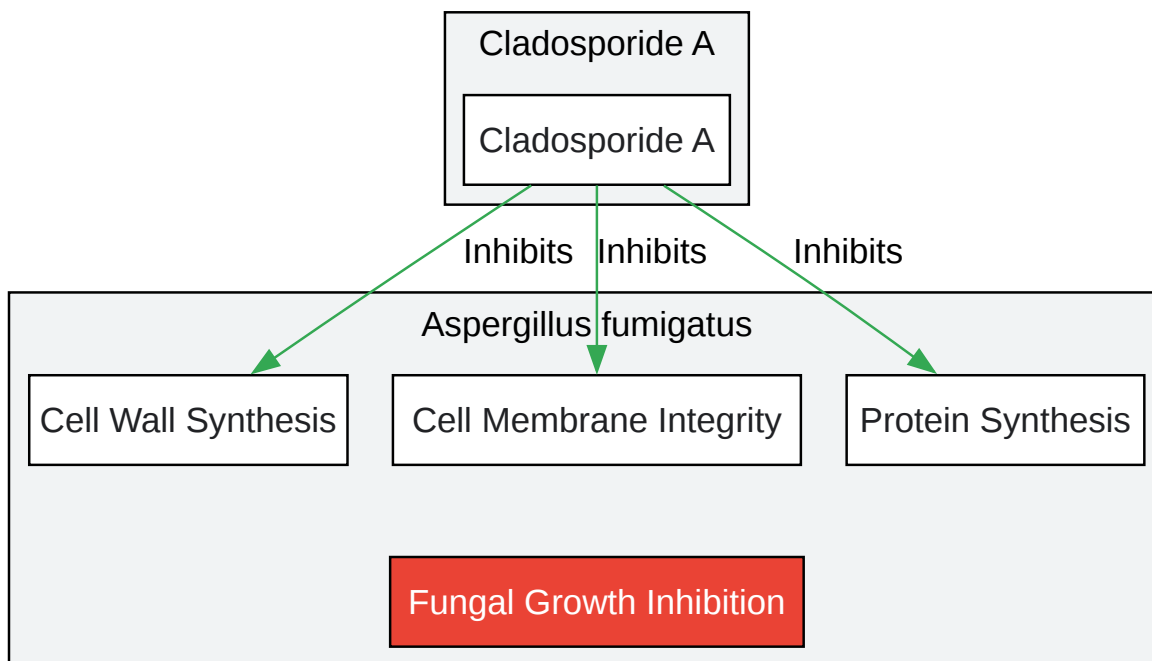 Cladosporide A
Cladosporide A
Inhibits
Inhibits
Inhibits
Aspergillus fumigatus
Cell Wall Synthesis
Cell Membrane Integrity
Protein Synthesis
Fungal Growth Inhibition